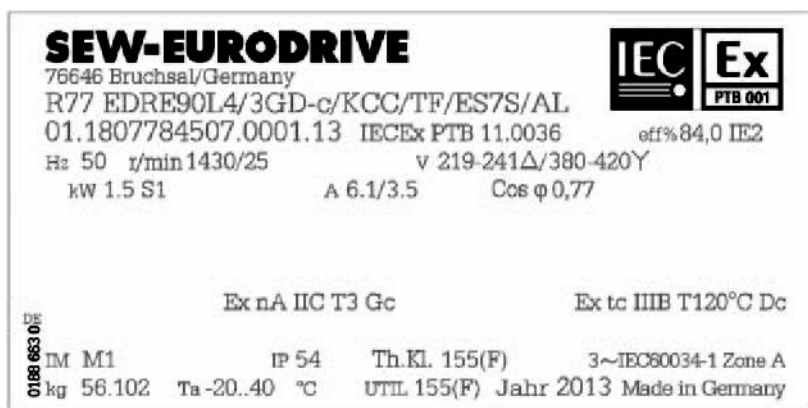 SEW-EURODRIVE
76646 Bruchsal/Germany
IEC Ex
PTB 001
R77 EDRE90L4/3GD-c/KCC/TF/ES7S/AL
01.1807784507.0001.13 IECEx PTB 11.0036 eff% 84,0 IE2
Hz 50 r/min 1430/25 V 219-241Δ/380-420Y
kW 1.5 S1 A 6.1/3.5 Cos φ 0,77
Ex nA IIC T3 Gc Ex tc IIIB T120°C Dc
DE
0188 663 0
IM M1 IP 54 Th.Kl. 155(F) 3~IEC60034-1 Zone A
kg 56.102 Ta -20..40 °C UTIL 155(F) Jahr 2013 Made in Germany